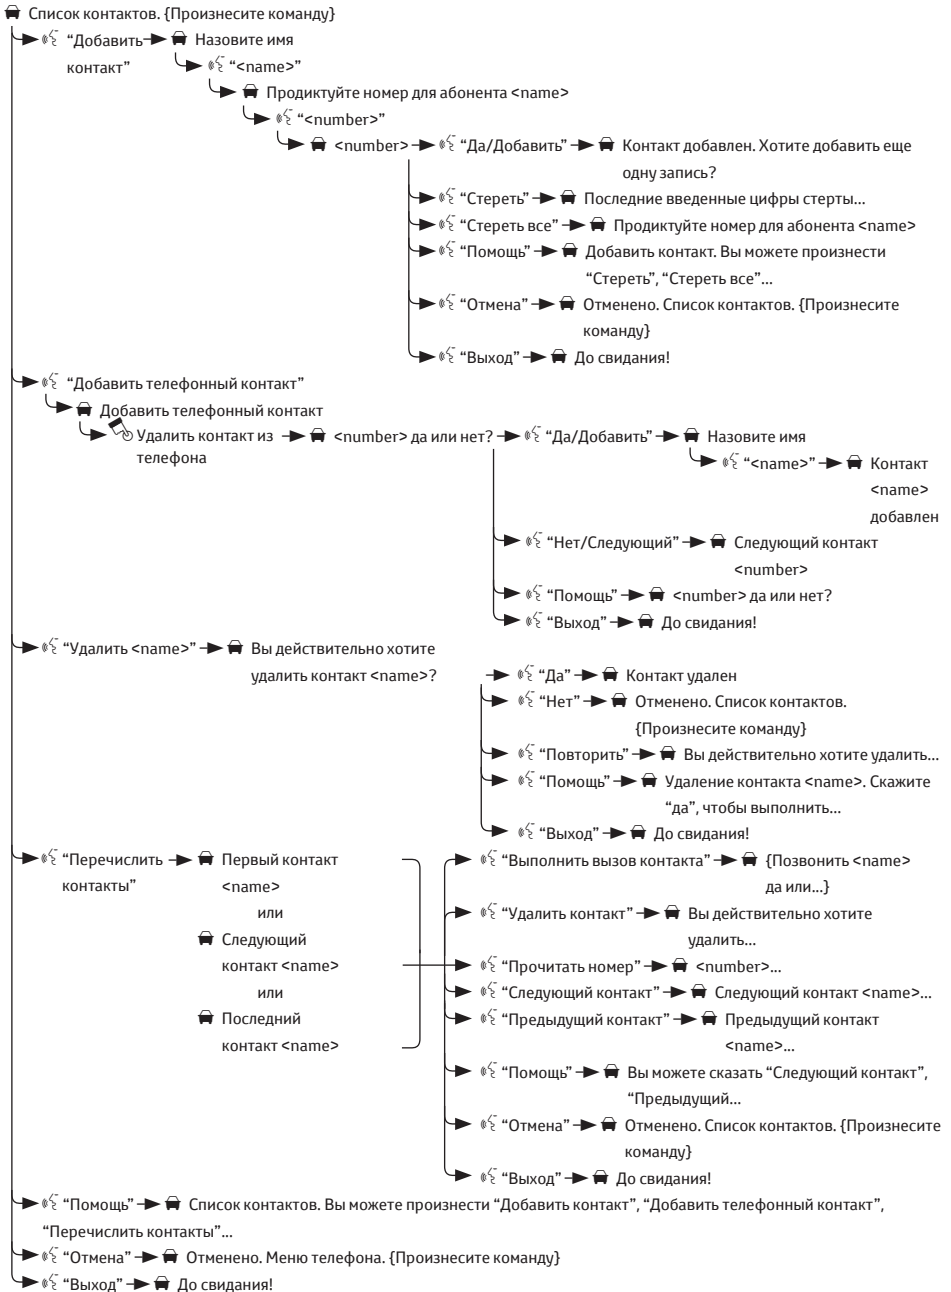 Список контактов. {Произнесите команду}
“Добавить контакт”
Назовите имя
“<name>”
Продиктуйте номер для абонента <name>
“<number>”
<number>
“Да/Добавить”
Контакт добавлен. Хотите добавить еще
одну запись?
“Стереть”
Последние введенные цифры стерты...
“Стереть все”
Продиктуйте номер для абонента <name>
“Помощь”
Добавить контакт. Вы можете произнести
“Стереть”, “Стереть все”...
“Отмена”
Отменено. Список контактов. {Произнесите
команду}
“Выход”
До свидания!
“Добавить телефонный контакт”
Добавить телефонный контакт
Удалить контакт из
телефона
<number> да или нет?
“Да/Добавить”
Назовите имя
“<name>”
Контакт
<name>
добавлен
“Нет/Следующий”
Следующий контакт
<number>
“Помощь”
<number> да или нет?
“Выход”
До свидания!
“Удалить <name>”
Вы действительно хотите
удалить контакт <name>?
“Да”
Контакт удален
“Нет”
Отменено. Список контактов.
{Произнесите команду}
“Повторить”
Вы действительно хотите удалить...
“Помощь”
Удаление контакта <name>. Скажите
“да”, чтобы выполнить...
“Выход”
До свидания!
“Перечислить
контакты”
Первый контакт
<name>
или
Следующий
контакт <name>
или
Последний
контакт <name>
“Выполнить вызов контакта”
{Позвонить <name>
да или...}
“Удалить контакт”
Вы действительно хотите
удалить...
“Прочитать номер”
<number>...
“Следующий контакт”
Следующий контакт <name>...
“Предыдущий контакт”
Предыдущий контакт
<name>...
“Помощь”
Вы можете сказать “Следующий контакт”,
“Предыдущий...
“Отмена”
Отменено. Список контактов. {Произнесите
команду}
“Выход”
До свидания!
“Помощь”
Список контактов. Вы можете произнести “Добавить контакт”, “Добавить телефонный контакт”,
“Перечислить контакты”...
“Отмена”
Отменено. Меню телефона. {Произнесите команду}
“Выход”
До свидания!